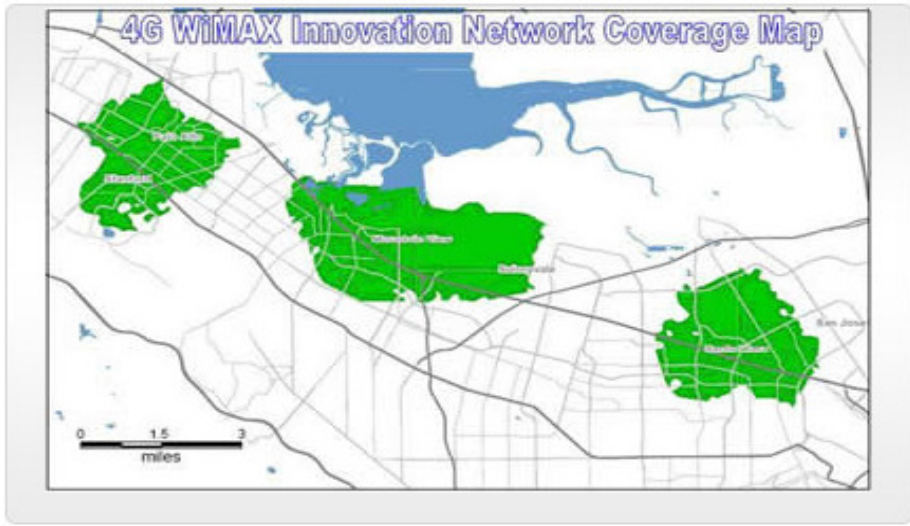 4G WiMAX Innovation Network Coverage Map
Palo Alto
Stanford
Mountain View
Sunnyvale
San Jose
Santa Clara
0 1.5 3
miles